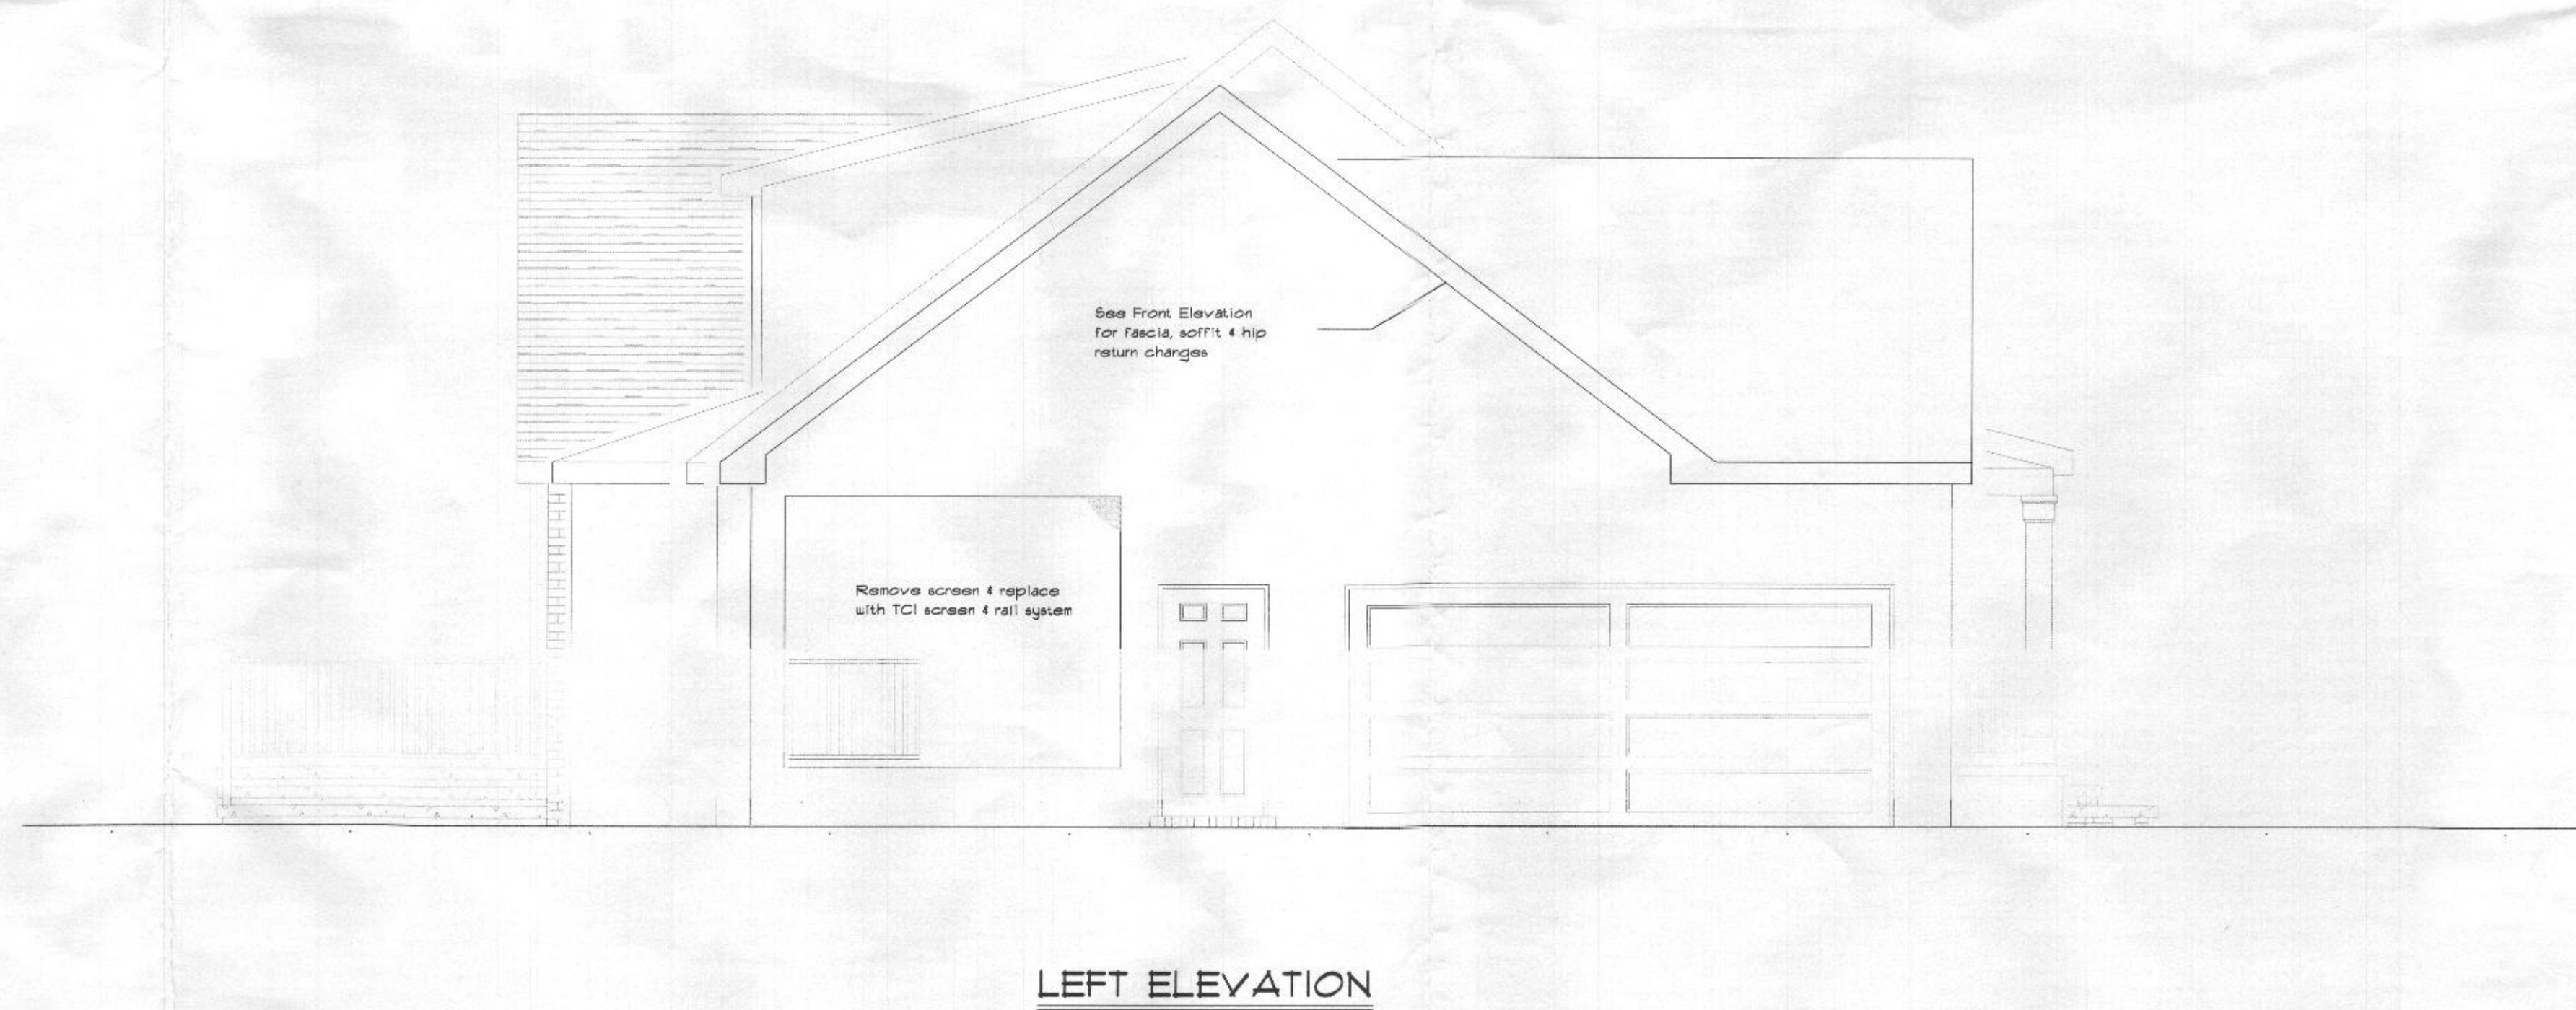 See Front Elevation
for fascia, soffit & hip
return changes
Remove screen & replace
with TCI screen & rail system
LEFT ELEVATION